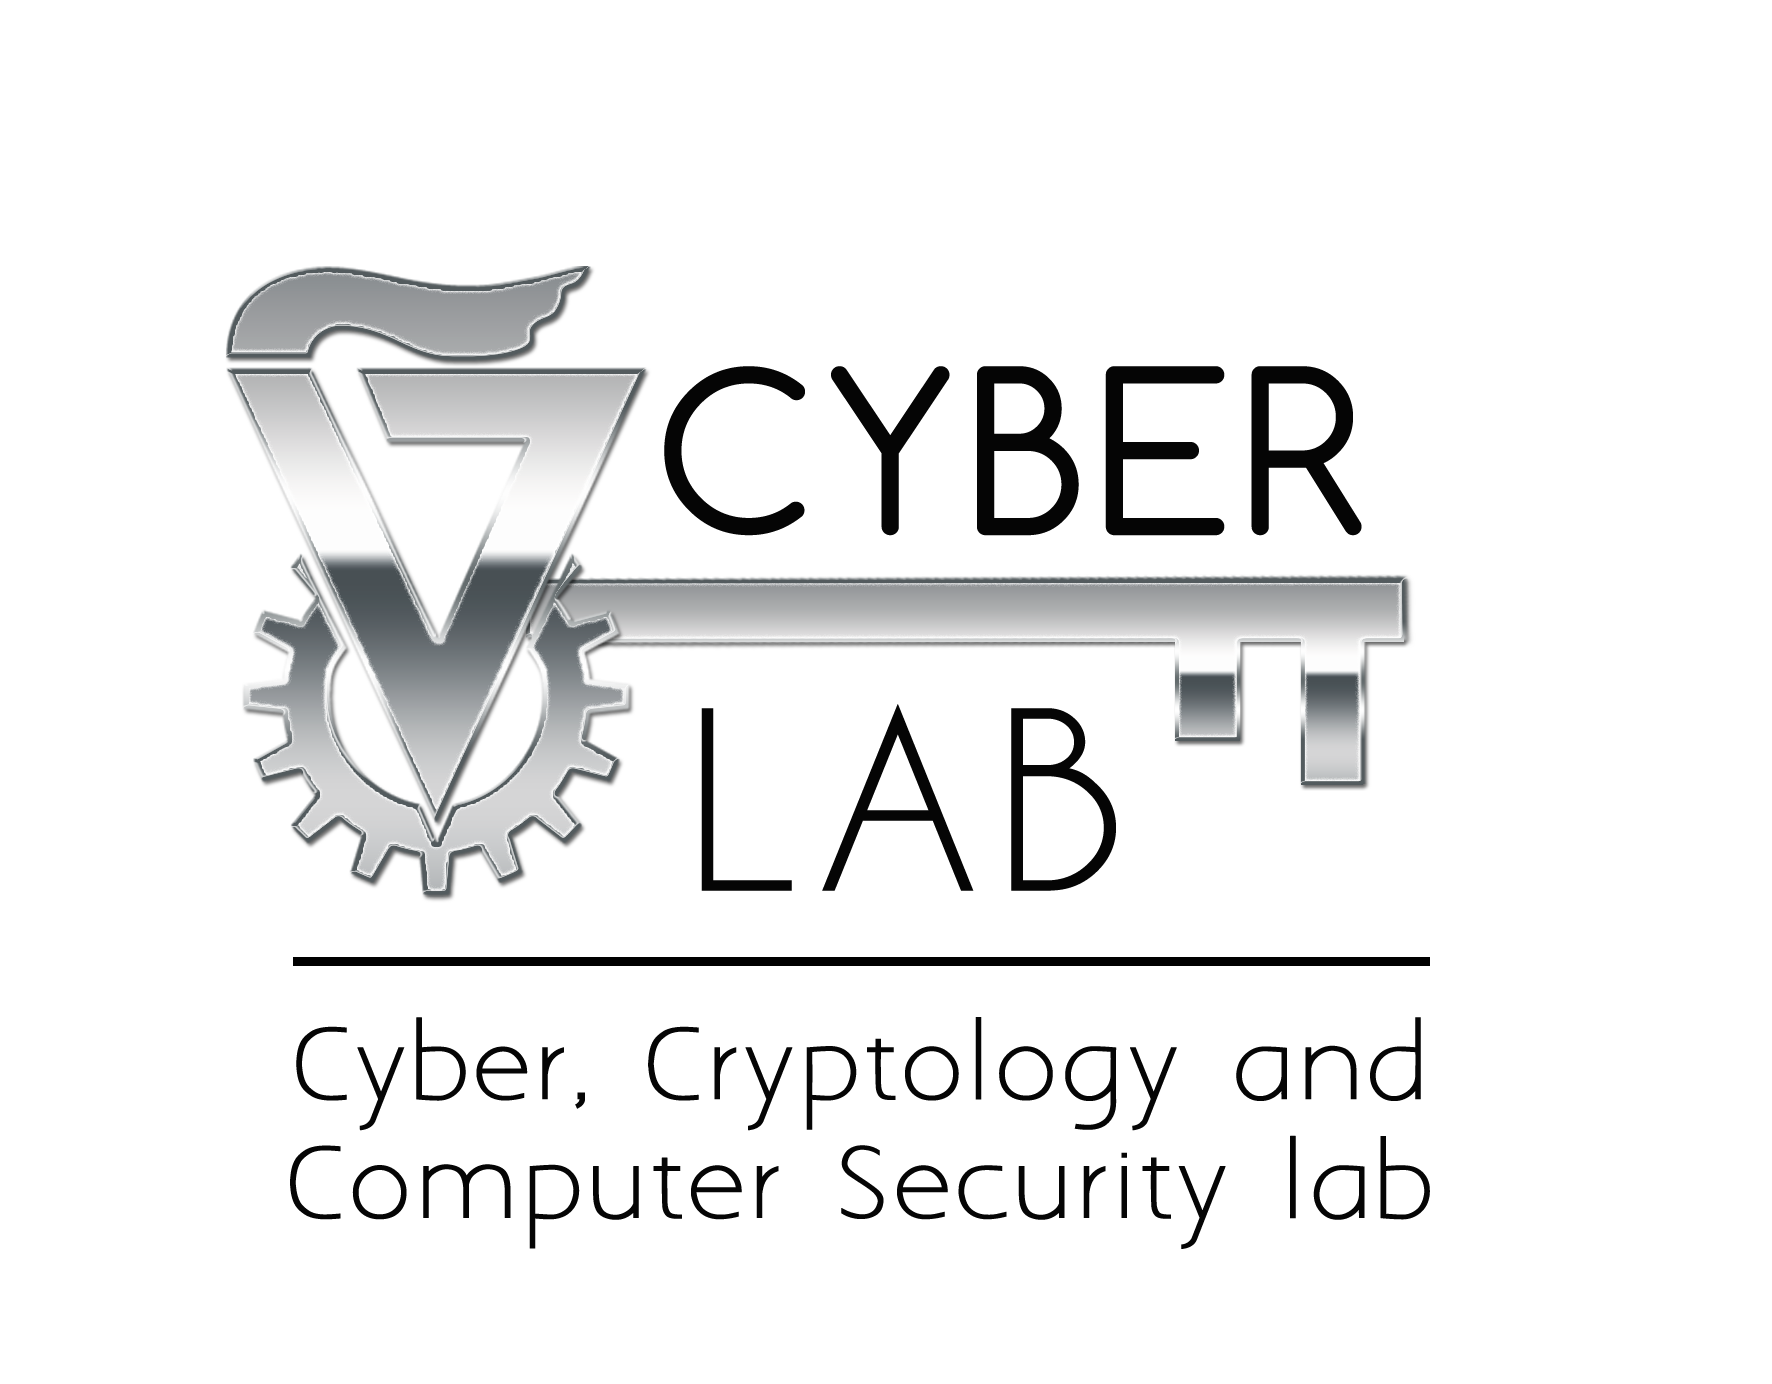 CYBER
LAB
Cyber, Cryptology and
Computer Security lab